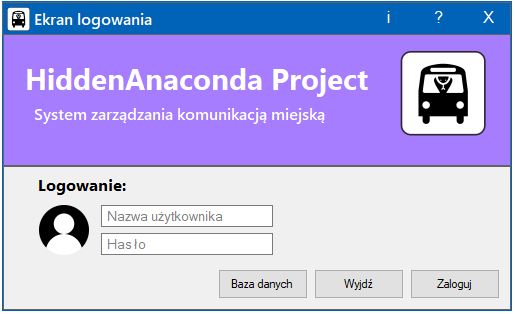 Ekran logowania i ? X
HiddenAnaconda Project
System zarządzania komunikacją miejską
Logowanie:
Nazwa użytkownika
Hasło
Baza danych Wyjdź Zaloguj